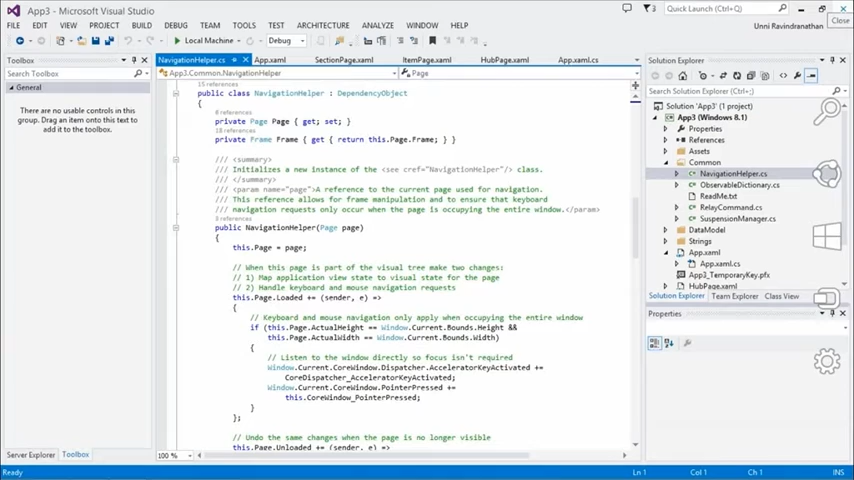 App3 - Microsoft Visual Studio
3
Quick Launch (Ctrl+Q)
Close
FILE EDIT VIEW PROJECT BUILD DEBUG TEAM TOOLS TEST ARCHITECTURE ANALYZE WINDOW HELP
Unni Ravindranathan
Local Machine
Debug
Toolbox
Search Toolbox
General
There are no usable controls in this
group. Drag an item onto this text to
add it to the toolbox.
Server Explorer Toolbox
NavigationHelper.cs App.xaml SectionPage.xaml ItemPage.xaml HubPage.xaml App.xaml.cs
App3.Common.NavigationHelper
Page
15 references
public class NavigationHelper : DependencyObject
{
6 references
private Page Page { get; set; }
18 references
private Frame Frame { get { return this.Page.Frame; } }
/// <summary>
/// Initializes a new instance of the <see cref="NavigationHelper"/> class.
/// </summary>
/// <param name="page">A reference to the current page used for navigation.
/// This reference allows for frame manipulation and to ensure that keyboard
/// navigation requests only occur when the page is occupying the entire window.</param>
3 references
public NavigationHelper(Page page)
{
this.Page = page;
// When this page is part of the visual tree make two changes:
// 1) Map application view state to visual state for the page
// 2) Handle keyboard and mouse navigation requests
this.Page.Loaded += (sender, e) =>
{
// Keyboard and mouse navigation only apply when occupying the entire window
if (this.Page.ActualHeight == Window.Current.Bounds.Height &&
this.Page.ActualWidth == Window.Current.Bounds.Width)
{
// Listen to the window directly so focus isn't required
Window.Current.CoreWindow.Dispatcher.AcceleratorKeyActivated +=
CoreDispatcher_AcceleratorKeyActivated;
Window.Current.CoreWindow.PointerPressed +=
this.CoreWindow_PointerPressed;
}
};
// Undo the same changes when the page is no longer visible
this.Page.Unloaded += (sender, e) =>
100 %
Solution Explorer
Search Solution Explorer (Ctrl+;)
Solution 'App3' (1 project)
App3 (Windows 8.1)
Properties
References
Assets
Common
NavigationHelper.cs
ObservableDictionary.cs
ReadMe.txt
RelayCommand.cs
SuspensionManager.cs
DataModel
Strings
App.xaml
App.xaml.cs
App3_TemporaryKey.pfx
HubPage.xaml
Solution Explorer Team Explorer Class View
Properties
Ready
Ln 1 Col 1 Ch 1 INS